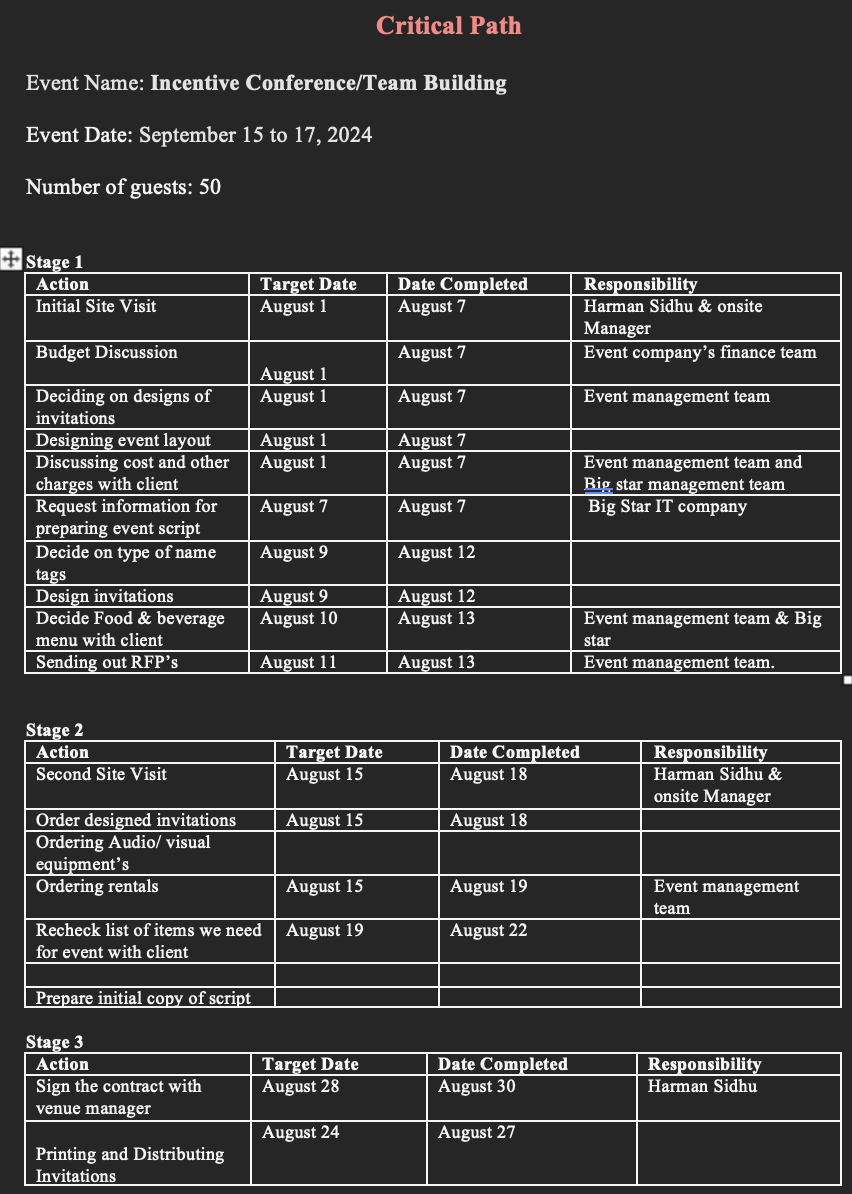 Critical Path
Event Name: Incentive Conference/Team Building
Event Date: September 15 to 17, 2024
Number of guests: 50
Stage 1
Action Target Date Date Completed Responsibility
Initial Site Visit August 1 August 7 Harman Sidhu & onsite
Manager
Budget Discussion August 7 Event company’s finance team
August 1
Deciding on designs of August 1 August 7 Event management team
invitations
Designing event layout August 1 August 7
Discussing cost and other August 1 August 7 Event management team and
charges with client Big star management team
Request information for August 7 August 7 Big Star IT company
preparing event script
Decide on type of name August 9 August 12
tags
Design invitations August 9 August 12
Decide Food & beverage August 10 August 13 Event management team & Big
menu with client star
Sending out RFP’s August 11 August 13 Event management team.
Stage 2
Action Target Date Date Completed Responsibility
Second Site Visit August 15 August 18 Harman Sidhu &
onsite Manager
Order designed invitations August 15 August 18
Ordering Audio/ visual
equipment’s
Ordering rentals August 15 August 19 Event management
team
Recheck list of items we need August 19 August 22
for event with client
Prepare initial copy of script
Stage 3
Action Target Date Date Completed Responsibility
Sign the contract with August 28 August 30 Harman Sidhu
venue manager
August 24 August 27
Printing and Distributing
Invitations